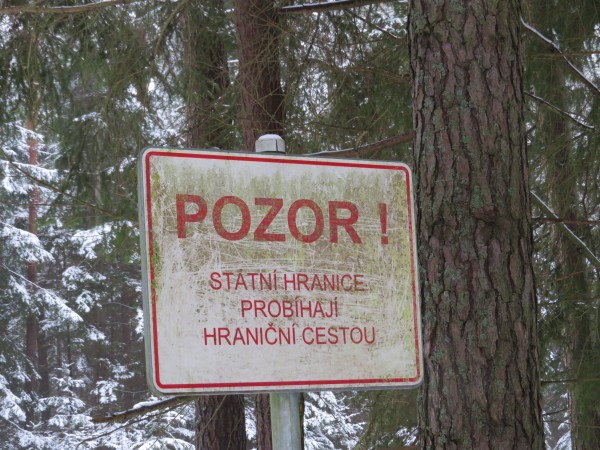 POZOR !
STÁTNÍ HRANICE
PROBÍHAJÍ
HRANIČNÍ CESTOU